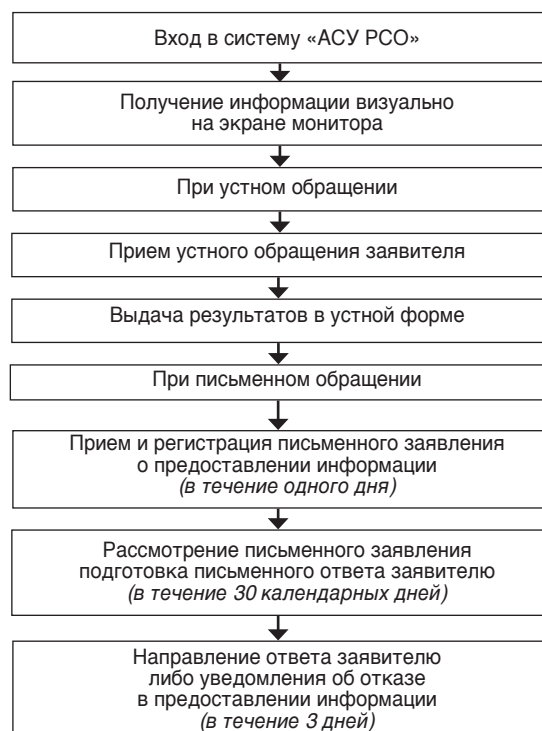 Вход в систему «АСУ РСО»
Получение информации визуально
на экране монитора
При устном обращении
Прием устного обращения заявителя
Выдача результатов в устной форме
При письменном обращении
Прием и регистрация письменного заявления
о предоставлении информации
(в течение одного дня)
Рассмотрение письменного заявления
подготовка письменного ответа заявителю
(в течение 30 календарных дней)
Направление ответа заявителю
либо уведомления об отказе
в предоставлении информации
(в течение 3 дней)